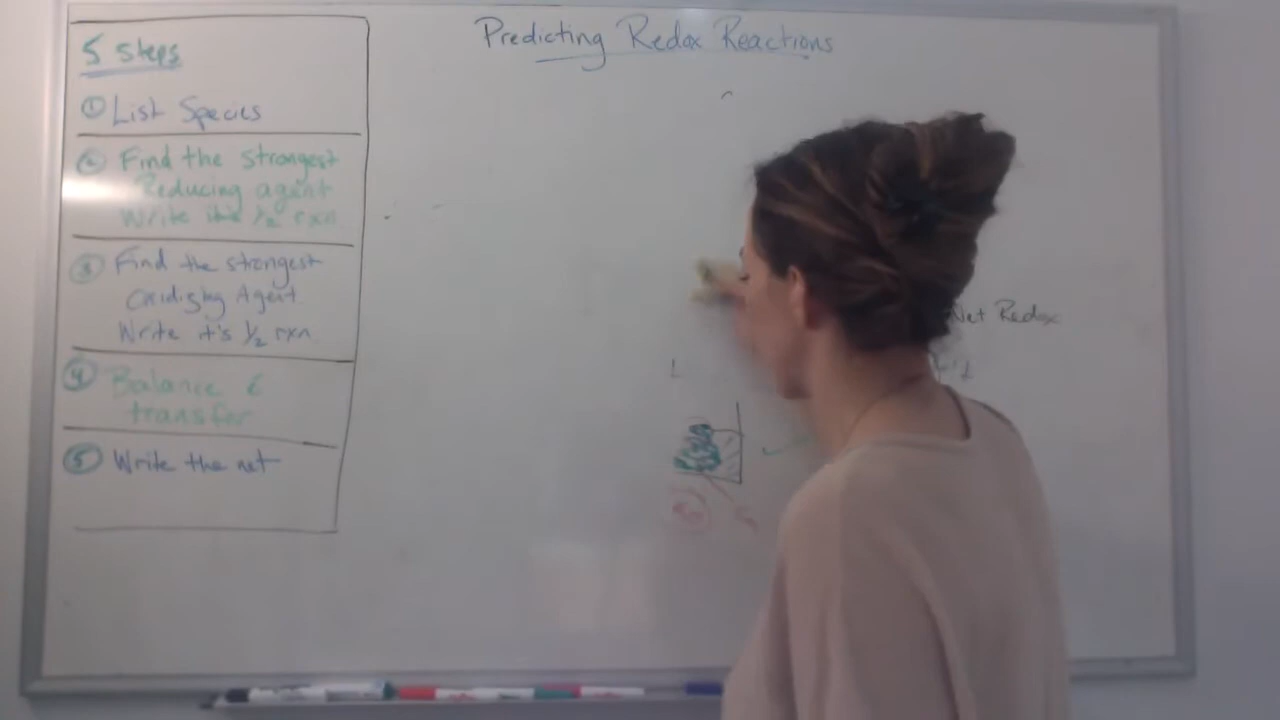 Predicting Redox Reactions
5 Steps
① List Species
② Find the Strongest
Reducing agent
Write it's ½ rxn
③ Find the strongest
Oxidizing Agent
Write it's ½ rxn
④ Balance é
transfer
⑤ Write the net
Net Redox